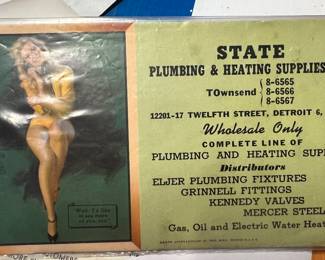 STATE
PLUMBING & HEATING SUPPLIES
TOwnsend
8-6565
8-6566
8-6567
12201-17 TWELFTH STREET, DETROIT 6,
Wholesale Only
COMPLETE LINE OF
PLUMBING AND HEATING SUP
Distributors
ELJER PLUMBING FIXTURES
GRINNELL FITTINGS
KENNEDY VALVES
MERCER STEEL
Gas, Oil and Electric Water Heat